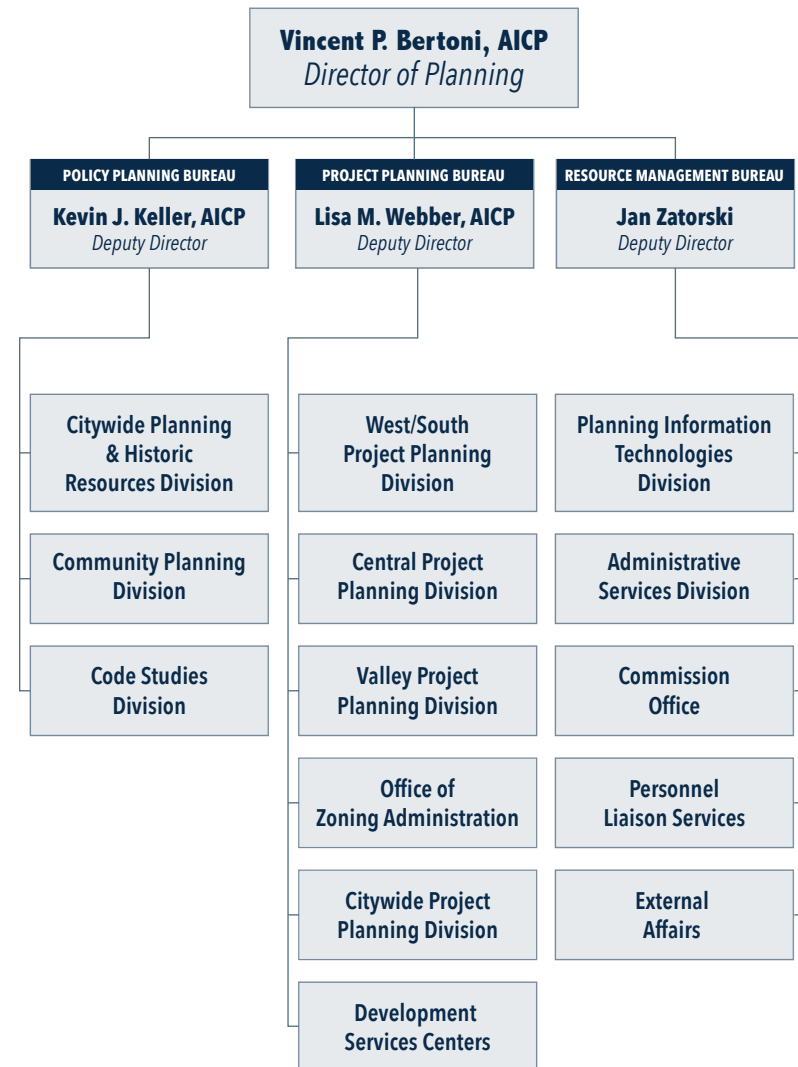 Vincent P. Bertoni, AICP
Director of Planning
POLICY PLANNING BUREAU
Kevin J. Keller, AICP
Deputy Director
PROJECT PLANNING BUREAU
Lisa M. Webber, AICP
Deputy Director
RESOURCE MANAGEMENT BUREAU
Jan Zatorski
Deputy Director
Citywide Planning
& Historic
Resources Division
Community Planning
Division
Code Studies
Division
West/South
Project Planning
Division
Central Project
Planning Division
Valley Project
Planning Division
Office of
Zoning Administration
Citywide Project
Planning Division
Development
Services Centers
Planning Information
Technologies
Division
Administrative
Services Division
Commission
Office
Personnel
Liaison Services
External
Affairs